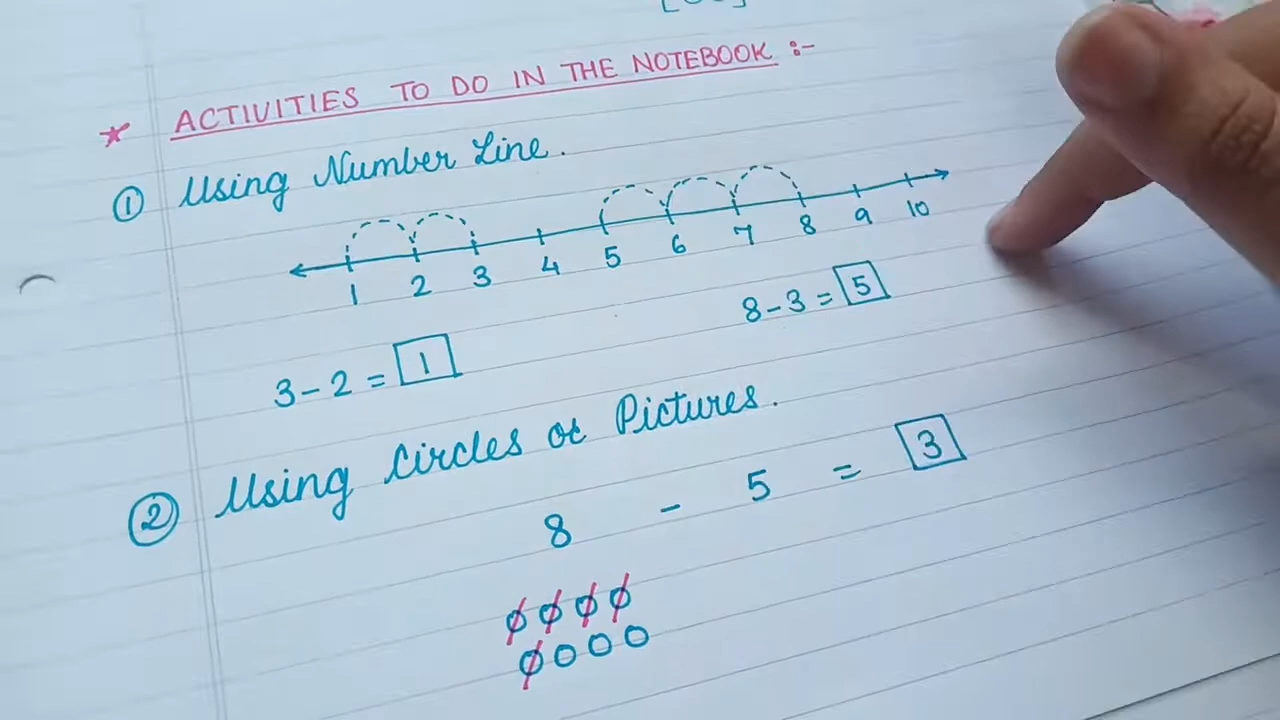 * ACTIVITIES TO DO IN THE NOTEBOOK :-
① Using Number Line.
1 2 3 4 5 6 7 8 9 10
3 - 2 = 1
8 - 3 = 5
② Using Circles or Pictures.
8 - 5 = 3